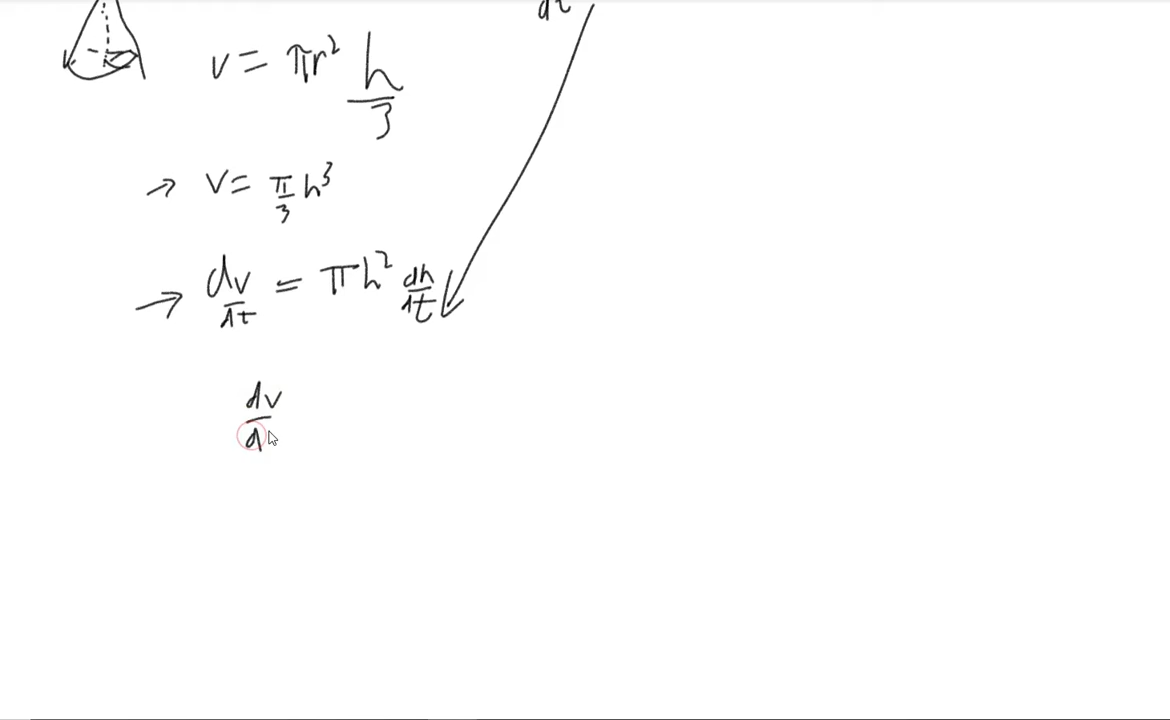 v = πr² h/3
→ v = π/3 h³
→ dv/dt = πh² dh/dt
dv/d